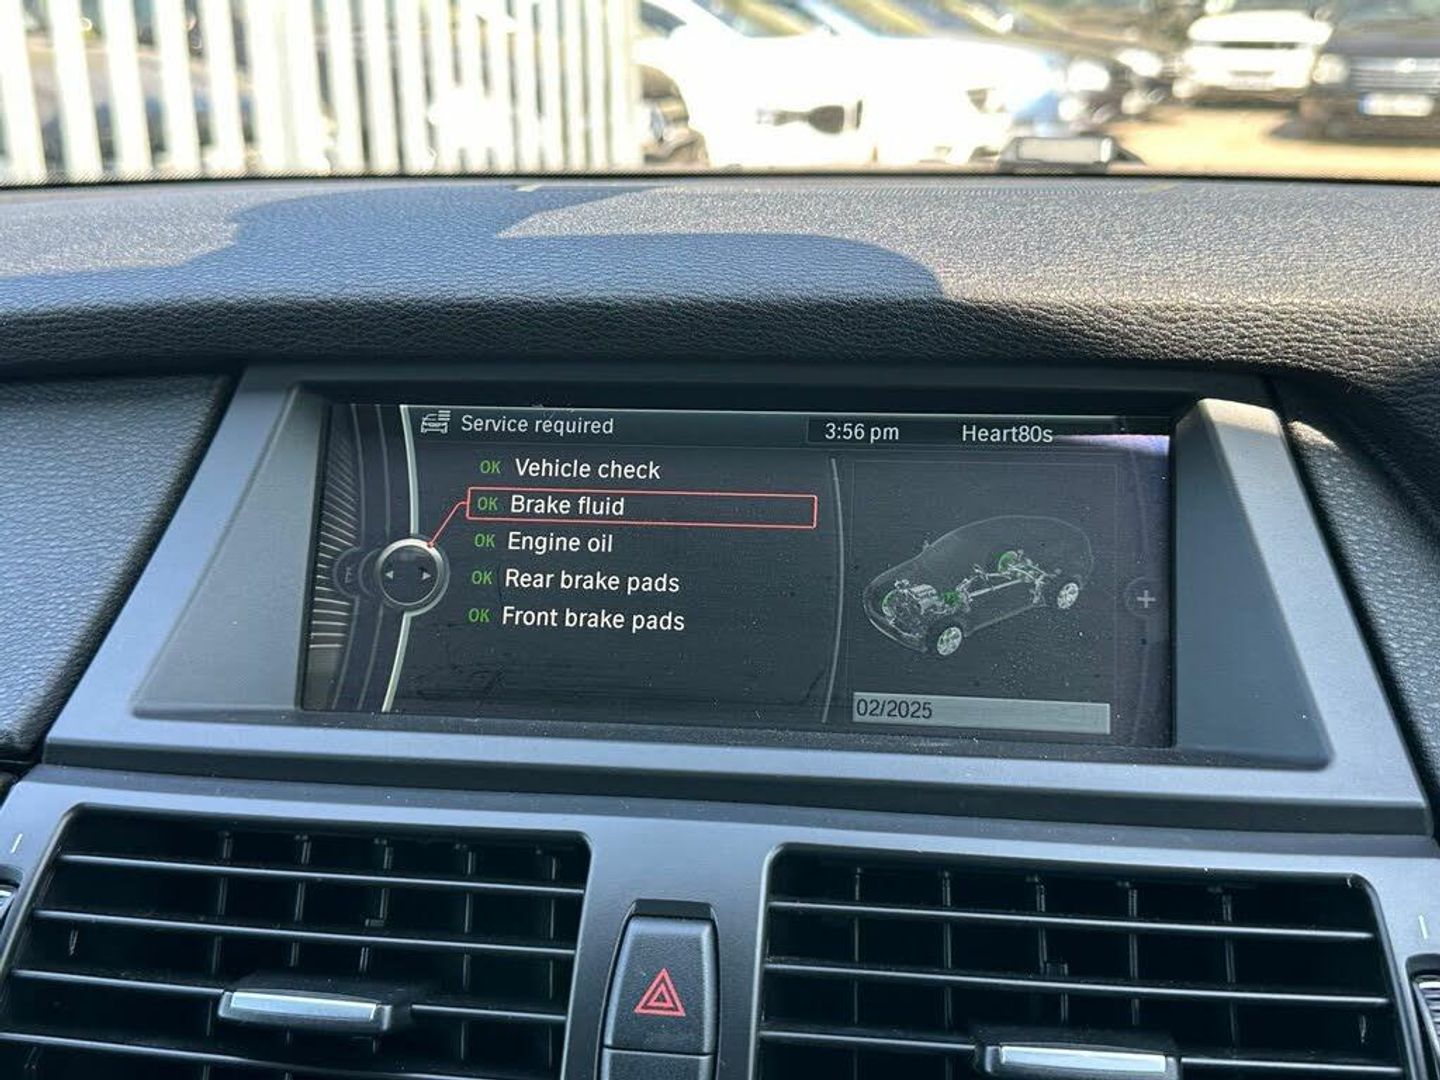 Service required
3:56 pm
Heart80s
OK Vehicle check
OK Brake fluid
OK Engine oil
OK Rear brake pads
OK Front brake pads
02/2025